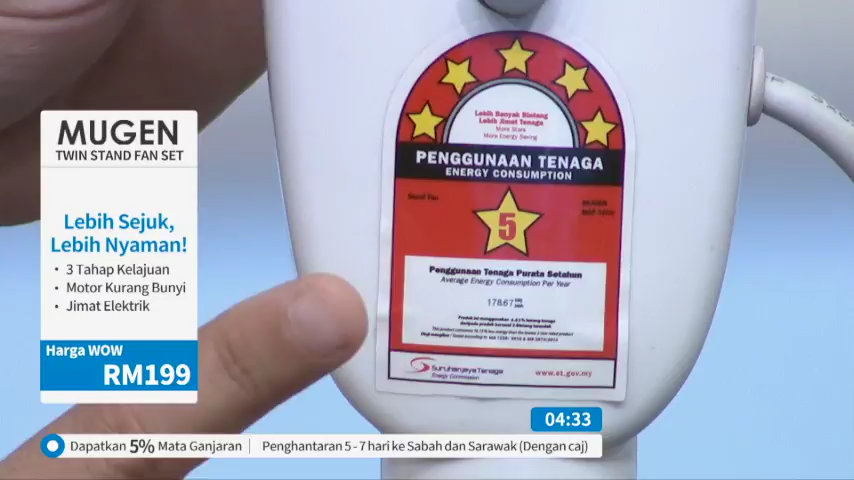 MUGEN
TWIN STAND FAN SET
Lebih Sejuk,
Lebih Nyaman!
• 3 Tahap Kelajuan
• Motor Kurang Bunyi
• Jimat Elektrik
Harga WOW
RM199
Lebih Banyak Bintang
Lebih Jimat Tenaga
More Stars
More Energy Saving
PENGGUNAAN TENAGA
ENERGY CONSUMPTION
5
Penggunaan Tenaga Purata Setahun
Average Energy Consumption Per Year
178.67
Suruhanjaya Tenaga
Energy Commission
www.st.gov.my
04:33
Dapatkan 5% Mata Ganjaran | Penghantaran 5 - 7 hari ke Sabah dan Sarawak (Dengan caj)